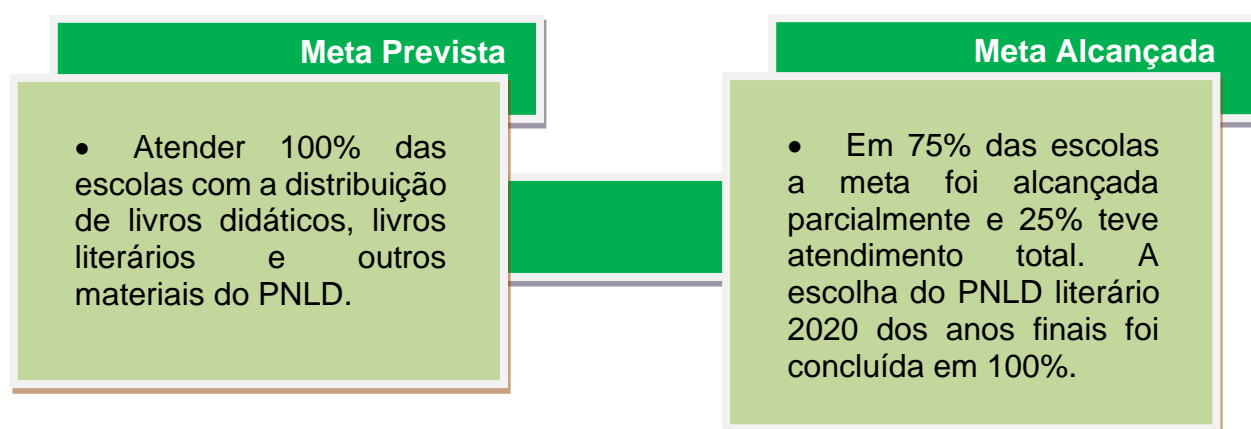 Meta Prevista
• Atender 100% das
escolas com a distribuição
de livros didáticos, livros
literários e outros
materiais do PNLD.
Meta Alcançada
• Em 75% das escolas
a meta foi alcançada
parcialmente e 25% teve
atendimento total. A
escolha do PNLD literário
2020 dos anos finais foi
concluída em 100%.